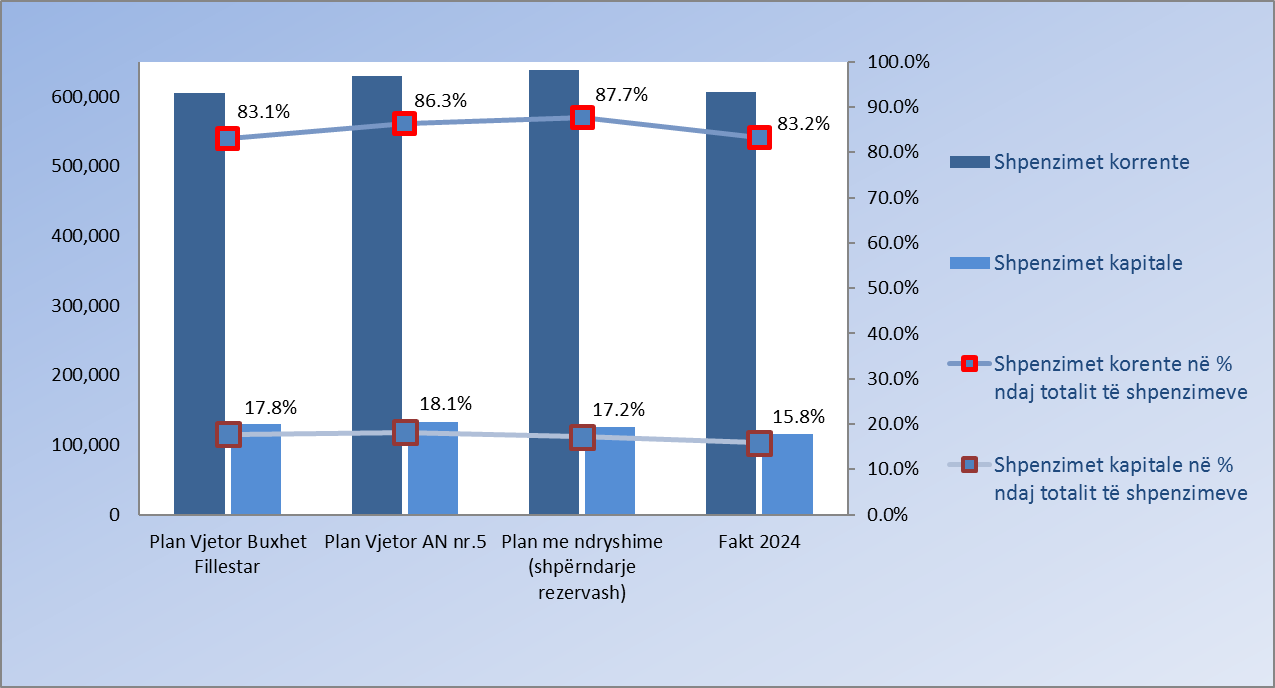 600,000
500,000
400,000
300,000
200,000
100,000
0
83.1%
86.3%
87.7%
83.2%
17.8%
18.1%
17.2%
15.8%
100.0%
90.0%
80.0%
70.0%
60.0%
50.0%
40.0%
30.0%
20.0%
10.0%
0.0%
Plan Vjetor Buxhet
Fillestar
Plan Vjetor AN nr.5
Plan me ndryshime
(shpërndarje
rezervash)
Fakt 2024
Shpenzimet korrente
Shpenzimet kapitale
Shpenzimet korente në %
ndaj totalit të shpenzimeve
Shpenzimet kapitale në %
ndaj totalit të shpenzimeve